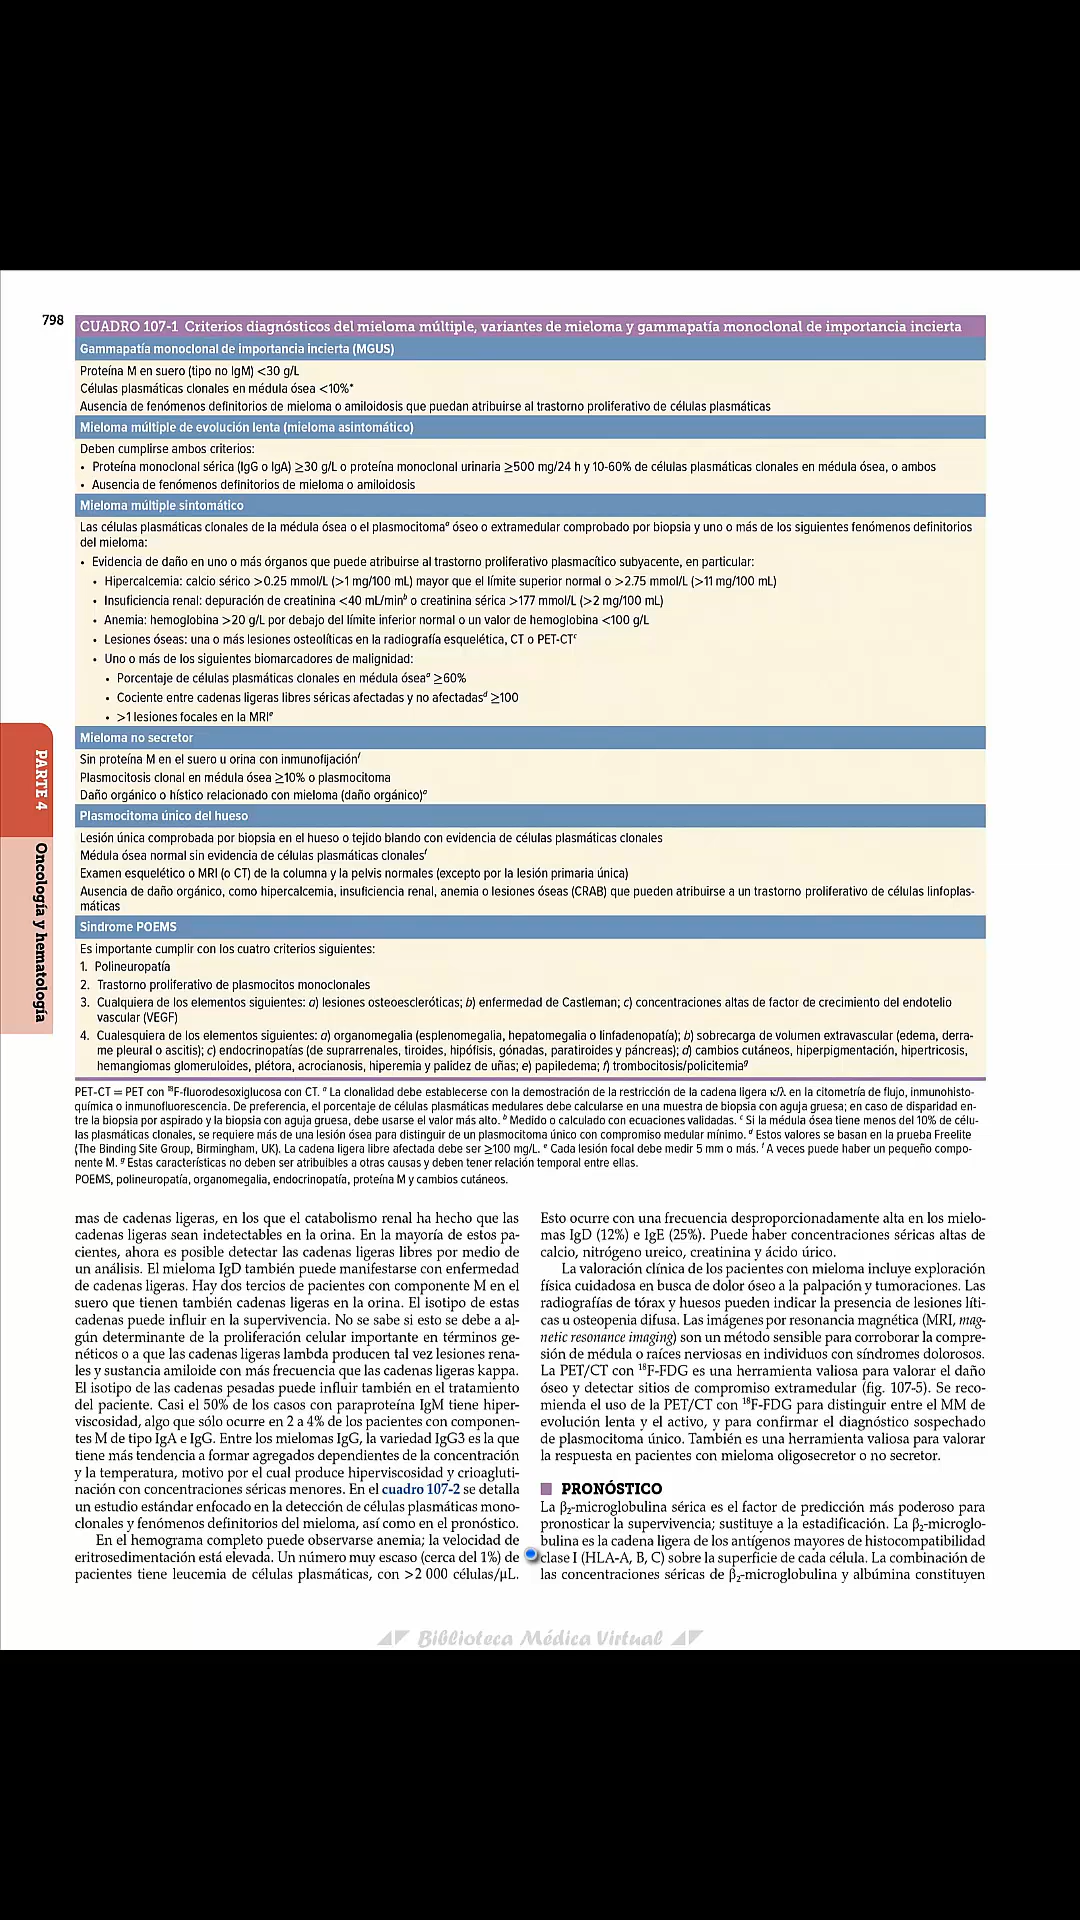 798
CUADRO 107-1 Criterios diagnósticos del mieloma múltiple, variantes de mieloma y gammapatía monoclonal de importancia incierta
Gammapatía monoclonal de importancia incierta (MGUS)
Proteína M en suero (tipo no IgM) <30 g/L
Células plasmáticas clonales en médula ósea <10%*
Ausencia de fenómenos definitorios de mieloma o amiloidosis que puedan atribuirse al trastorno proliferativo de células plasmáticas
Mieloma múltiple de evolución lenta (mieloma asintomático)
Deben cumplirse ambos criterios:
• Proteína monoclonal sérica (IgG o IgA) ≥30 g/L o proteína monoclonal urinaria ≥500 mg/24 h y 10-60% de células plasmáticas clonales en médula ósea, o ambos
• Ausencia de fenómenos definitorios de mieloma o amiloidosis
Mieloma múltiple sintomático
Las células plasmáticas clonales de la médula ósea o el plasmocitomaᵃ óseo o extramedular comprobado por biopsia y uno o más de los siguientes fenómenos definitorios
del mieloma:
• Evidencia de daño en uno o más órganos que puede atribuirse al trastorno proliferativo plasmacítico subyacente, en particular:
• Hipercalcemia: calcio sérico >0.25 mmol/L (>1 mg/100 mL) mayor que el límite superior normal o >2.75 mmol/L (>11 mg/100 mL)
• Insuficiencia renal: depuración de creatinina <40 mL/minᵇ o creatinina sérica >177 mmol/L (>2 mg/100 mL)
• Anemia: hemoglobina >20 g/L por debajo del límite inferior normal o un valor de hemoglobina <100 g/L
• Lesiones óseas: una o más lesiones osteolíticas en la radiografía esquelética, CT o PET-CTᶜ
• Uno o más de los siguientes biomarcadores de malignidad:
• Porcentaje de células plasmáticas clonales en médula óseaᵃ ≥60%
• Cociente entre cadenas ligeras libres séricas afectadas y no afectadasᵈ ≥100
• >1 lesiones focales en la MRIᵉ
Mieloma no secretor
Sin proteína M en el suero u orina con inmunofijaciónᶠ
Plasmocitosis clonal en médula ósea ≥10% o plasmocitoma
Daño orgánico o hístico relacionado con mieloma (daño orgánico)ᵃ
Plasmocitoma único del hueso
Lesión única comprobada por biopsia en el hueso o tejido blando con evidencia de células plasmáticas clonales
Médula ósea normal sin evidencia de células plasmáticas clonalesᶠ
Examen esquelético o MRI (o CT) de la columna y la pelvis normales (excepto por la lesión primaria única)
Ausencia de daño orgánico, como hipercalcemia, insuficiencia renal, anemia o lesiones óseas (CRAB) que pueden atribuirse a un trastorno proliferativo de células linfoplas-
máticas
Síndrome POEMS
Es importante cumplir con los cuatro criterios siguientes:
1. Polineuropatía
2. Trastorno proliferativo de plasmocitos monoclonales
3. Cualquiera de los elementos siguientes: a) lesiones osteoescleróticas; b) enfermedad de Castleman; c) concentraciones altas de factor de crecimiento del endotelio
vascular (VEGF)
4. Cualesquiera de los elementos siguientes: a) organomegalia (esplenomegalia, hepatomegalia o linfadenopatía); b) sobrecarga de volumen extravascular (edema, derra-
me pleural o ascitis); c) endocrinopatías (de suprarrenales, tiroides, hipófisis, gónadas, paratiroides y páncreas); d) cambios cutáneos, hiperpigmentación, hipertricosis,
hemangiomas glomeruloides, plétora, acrocianosis, hiperemia y palidez de uñas; e) papiledema; f) trombocitosis/policitemiaᵍ
PET-CT = PET con ¹⁸F-fluorodesoxiglucosa con CT. ᵃ La clonalidad debe establecerse con la demostración de la restricción de la cadena ligera κ/λ en la citometría de flujo, inmunohisto-
química o inmunofluorescencia. De preferencia, el porcentaje de células plasmáticas medulares debe calcularse en una muestra de biopsia con aguja gruesa; en caso de disparidad en-
tre la biopsia por aspirado y la biopsia con aguja gruesa, debe usarse el valor más alto. ᵇ Medido o calculado con ecuaciones validadas. ᶜ Si la médula ósea tiene menos del 10% de célu-
las plasmáticas clonales, se requiere más de una lesión ósea para distinguir de un plasmocitoma único con compromiso medular mínimo. ᵈ Estos valores se basan en la prueba Freelite
(The Binding Site Group, Birmingham, UK). La cadena ligera libre afectada debe ser ≥100 mg/L. ᵉ Cada lesión focal debe medir 5 mm o más. ᶠ A veces puede haber un pequeño compo-
nente M. ᵍ Estas características no deben ser atribuibles a otras causas y deben tener relación temporal entre ellas.
POEMS, polineuropatía, organomegalia, endocrinopatía, proteína M y cambios cutáneos.
PARTE 4
Oncología y hematología
mas de cadenas ligeras, en los que el catabolismo renal ha hecho que las
cadenas ligeras sean indetectables en la orina. En la mayoría de estos pa-
cientes, ahora es posible detectar las cadenas ligeras libres por medio de
un análisis. El mieloma IgD también puede manifestarse con enfermedad
de cadenas ligeras. Hay dos tercios de pacientes con componente M en el
suero que tienen también cadenas ligeras en la orina. El isotipo de estas
cadenas puede influir en la supervivencia. No se sabe si esto se debe a al-
gún determinante de la proliferación celular importante en términos ge-
néticos o a que las cadenas ligeras lambda producen tal vez lesiones rena-
les y sustancia amiloide con más frecuencia que las cadenas ligeras kappa.
El isotipo de las cadenas pesadas puede influir también en el tratamiento
del paciente. Casi el 50% de los casos con paraproteína IgM tiene hiper-
viscosidad, algo que sólo ocurre en 2 a 4% de los pacientes con componen-
tes M de tipo IgA e IgG. Entre los mielomas IgG, la variedad IgG3 es la que
tiene más tendencia a formar agregados dependientes de la concentración
y la temperatura, motivo por el cual produce hiperviscosidad y crioagluti-
nación con concentraciones séricas menores. En el cuadro 107-2 se detalla
un estudio estándar enfocado en la detección de células plasmáticas mono-
clonales y fenómenos definitorios del mieloma, así como en el pronóstico.
En el hemograma completo puede observarse anemia; la velocidad de
eritrosedimentación está elevada. Un número muy escaso (cerca del 1%) de
pacientes tiene leucemia de células plasmáticas, con >2 000 células/μL.
Esto ocurre con una frecuencia desproporcionadamente alta en los mielo-
mas IgD (12%) e IgE (25%). Puede haber concentraciones séricas altas de
calcio, nitrógeno ureico, creatinina y ácido úrico.
La valoración clínica de los pacientes con mieloma incluye exploración
física cuidadosa en busca de dolor óseo a la palpación y tumoraciones. Las
radiografías de tórax y huesos pueden indicar la presencia de lesiones líti-
cas u osteopenia difusa. Las imágenes por resonancia magnética (MRI, mag-
netic resonance imaging) son un método sensible para corroborar la compre-
sión de médula o raíces nerviosas en individuos con síndromes dolorosos.
La PET/CT con ¹⁸F-FDG es una herramienta valiosa para valorar el daño
óseo y detectar sitios de compromiso extramedular (fig. 107-5). Se reco-
mienda el uso de la PET/CT con ¹⁸F-FDG para distinguir entre el MM de
evolución lenta y el activo, y para confirmar el diagnóstico sospechado
de plasmocitoma único. También es una herramienta valiosa para valorar
la respuesta en pacientes con mieloma oligosecretor o no secretor.
PRONÓSTICO
La β₂-microglobulina sérica es el factor de predicción más poderoso para
pronosticar la supervivencia; sustituye a la estadificación. La β₂-microglo-
bulina es la cadena ligera de los antígenos mayores de histocompatibilidad
clase I (HLA-A, B, C) sobre la superficie de cada célula. La combinación de
las concentraciones séricas de β₂-microglobulina y albúmina constituyen
Biblioteca Médica Virtual